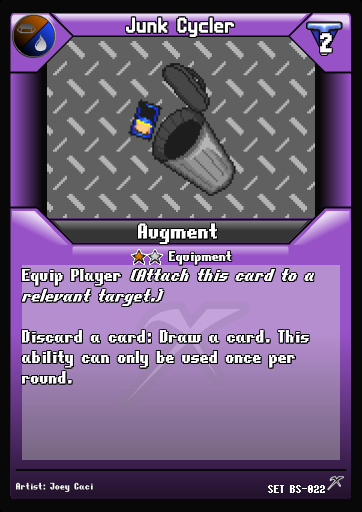 Junk Cycler
2
Augment
Equipment
Equip Player (Attach this card to a
relevant target.)
Discard a card: Draw a card. This
ability can only be used once per
round.
Artist: Joey Caci
SET BS-022